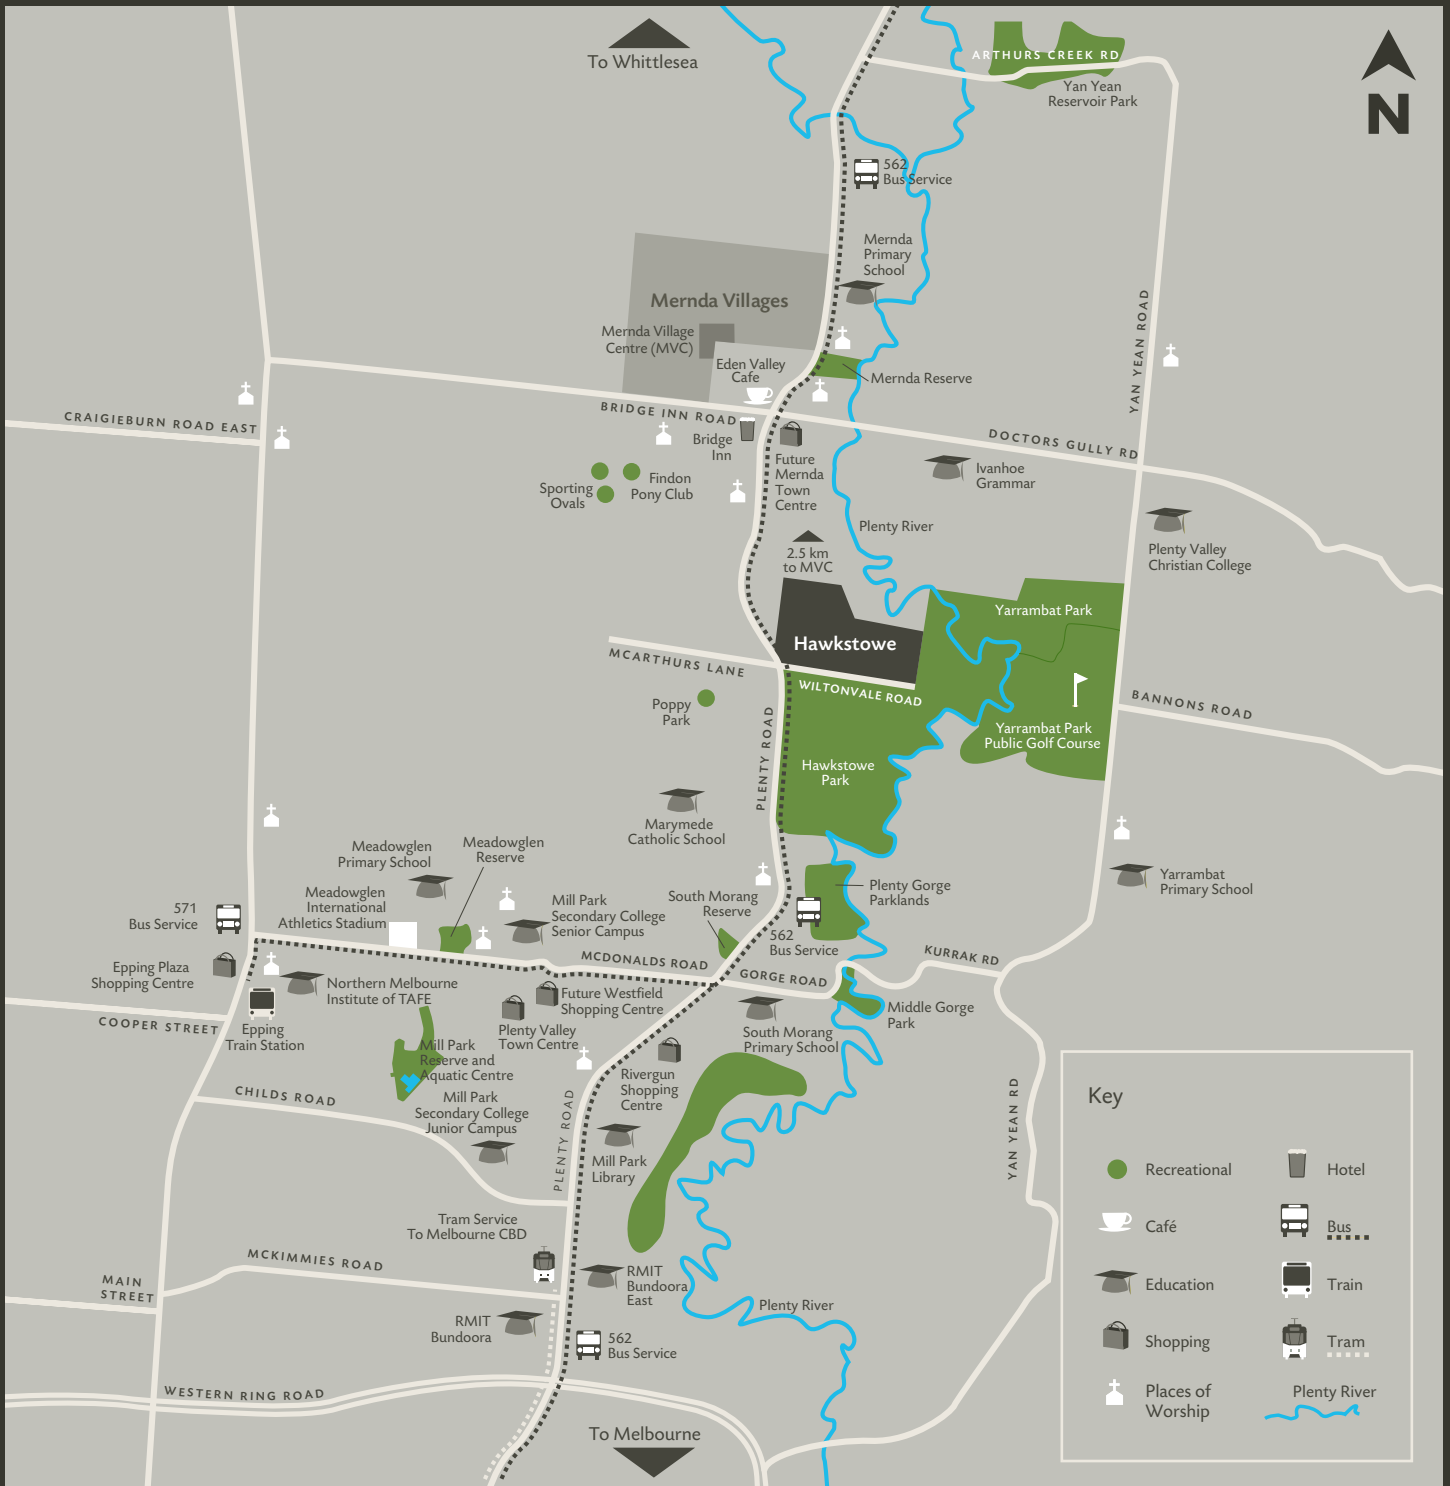 To Whittlesea
ARTHURS CREEK RD
Yan Yean
Reservoir Park
N
562
Bus Service
Mernda
Primary
School
Mernda Villages
Mernda Village
Centre (MVC)
Eden Valley
Cafe
Mernda Reserve
YAN YEAN ROAD
CRAIGIEBURN ROAD EAST
BRIDGE INN ROAD
Bridge
Inn
DOCTORS GULLY RD
Future
Mernda
Town
Centre
Ivanhoe
Grammar
Sporting
Ovals
Findon
Pony Club
Plenty River
Plenty Valley
Christian College
2.5 km
to MVC
Yarrambat Park
Hawkstowe
MCARTHURS LANE
WILTONVALE ROAD
BANNONS ROAD
Poppy
Park
PLENTY ROAD
Yarrambat Park
Public Golf Course
Hawkstowe
Park
Marymede
Catholic School
Meadowglen
Primary School
Meadowglen
Reserve
Meadowglen
International
Athletics Stadium
Mill Park
Secondary College
Senior Campus
South Morang
Reserve
Plenty Gorge
Parklands
Yarrambat
Primary School
571
Bus Service
562
Bus Service
KURRAK RD
MCDONALDS ROAD
GORGE ROAD
Epping Plaza
Shopping Centre
Northern Melbourne
Institute of TAFE
Future Westfield
Shopping Centre
Middle Gorge
Park
COOPER STREET
Epping
Train Station
Plenty Valley
Town Centre
South Morang
Primary School
Mill Park
Reserve and
Aquatic Centre
Rivergun
Shopping
Centre
CHILDS ROAD
Mill Park
Secondary College
Junior Campus
PLENTY ROAD
YAN YEAN RD
Mill Park
Library
Tram Service
To Melbourne CBD
MCKIMMIES ROAD
MAIN
STREET
RMIT
Bundoora
East
RMIT
Bundoora
562
Bus Service
Plenty River
WESTERN RING ROAD
To Melbourne
Key
Recreational
Hotel
Café
Bus
Education
Train
Shopping
Tram
Places of
Worship
Plenty River